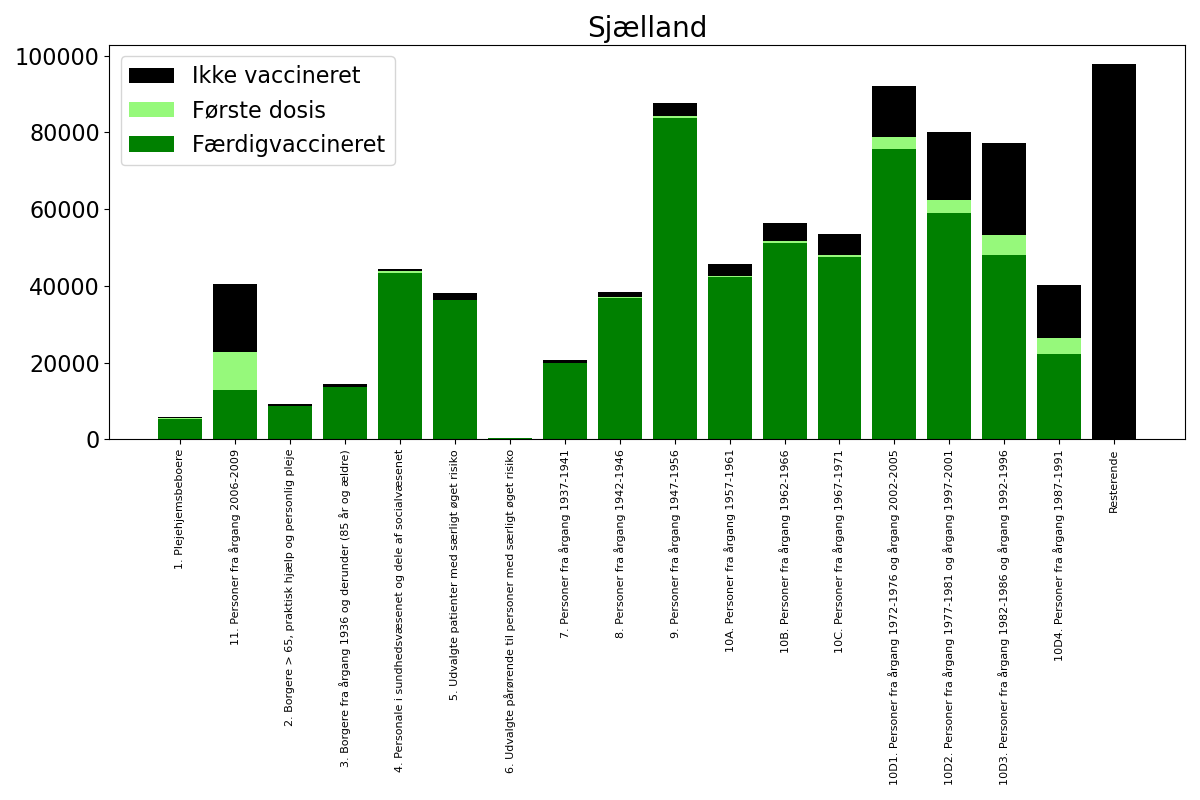 Sjælland
100000
80000
60000
40000
20000
0
Ikke vaccineret
Første dosis
Færdigvaccineret
1. Plejehjemsbeboere
11. Personer fra årgang 2006-2009
2. Borgere > 65, praktisk hjælp og personlig pleje
3. Borgere fra årgang 1936 og derunder (85 år og ældre)
4. Personale i sundhedsvæsenet og dele af socialvæsenet
5. Udvalgte patienter med særligt øget risiko
6. Udvalgte pårørende til personer med særligt øget risiko
7. Personer fra årgang 1937-1941
8. Personer fra årgang 1942-1946
9. Personer fra årgang 1947-1956
10A. Personer fra årgang 1957-1961
10B. Personer fra årgang 1962-1966
10C. Personer fra årgang 1967-1971
10D1. Personer fra årgang 1972-1976 og årgang 2002-2005
10D2. Personer fra årgang 1977-1981 og årgang 1997-2001
10D3. Personer fra årgang 1982-1986 og årgang 1992-1996
10D4. Personer fra årgang 1987-1991
Resterende